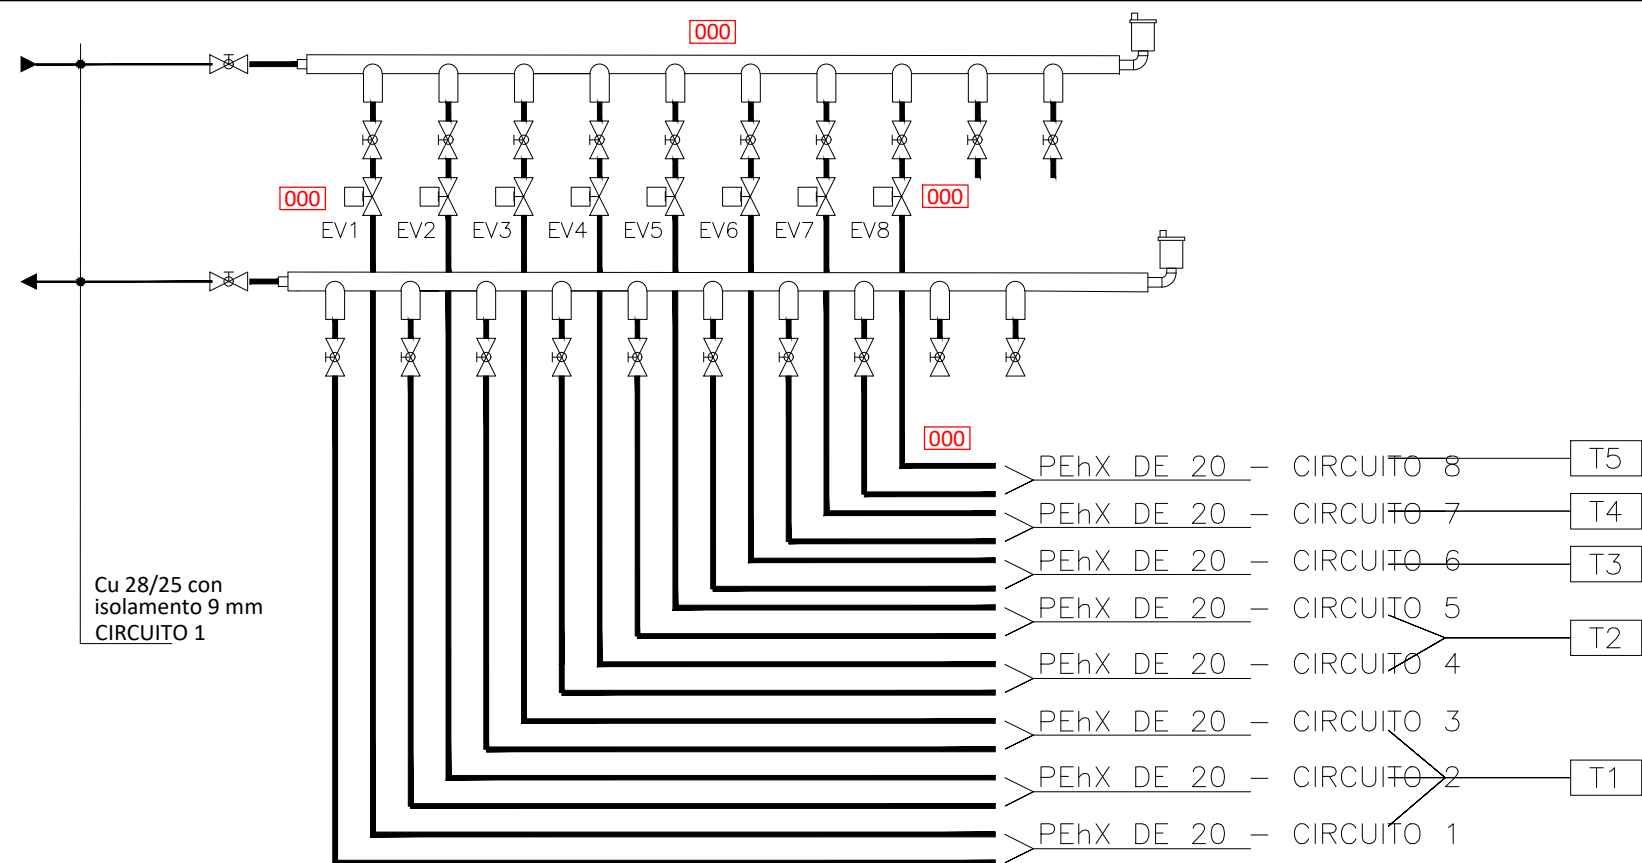 000
000
000
EV1 EV2 EV3 EV4 EV5 EV6 EV7 EV8
000
PEhX DE 20 - CIRCUITO 8 T5
PEhX DE 20 - CIRCUITO 7 T4
PEhX DE 20 - CIRCUITO 6 T3
Cu 28/25 con
isolamento 9 mm
CIRCUITO 1
PEhX DE 20 - CIRCUITO 5
T2
PEhX DE 20 - CIRCUITO 4
PEhX DE 20 - CIRCUITO 3
PEhX DE 20 - CIRCUITO 2 T1
PEhX DE 20 - CIRCUITO 1